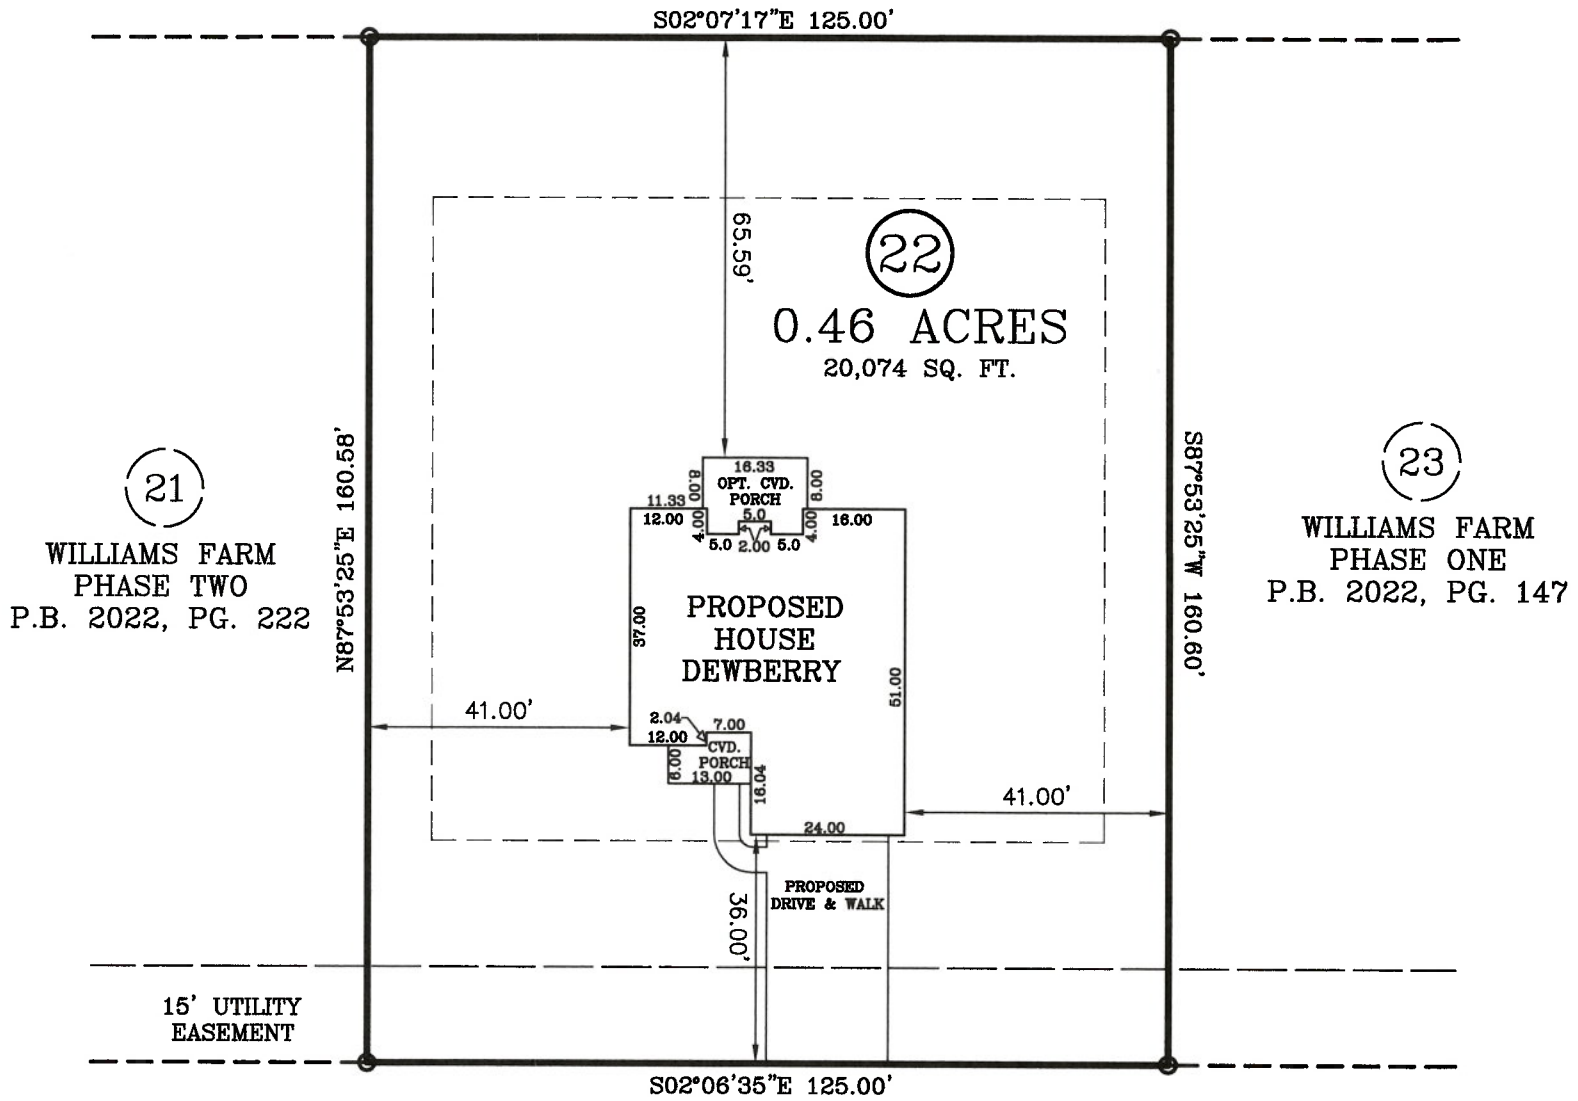 S02°07'17"E 125.00'
65.59'
22
0.46 ACRES
20,074 SQ. FT.
N87°53'25"E 160.58'
S87°53'25"W 160.60'
21
WILLIAMS FARM
PHASE TWO
P.B. 2022, PG. 222
23
WILLIAMS FARM
PHASE ONE
P.B. 2022, PG. 147
16.33
8.00
OPT. CVD.
PORCH
8.00
11.33
12.00
4.00
5.0
4.00
16.00
5.0
2.00
5.0
37.00
PROPOSED
HOUSE
DEWBERRY
51.00
41.00'
2.04
7.00
12.00
CVD.
PORCH
6.00
13.00
16.04
41.00'
24.00
36.00'
PROPOSED
DRIVE & WALK
15' UTILITY
EASEMENT
S02°06'35"E 125.00'